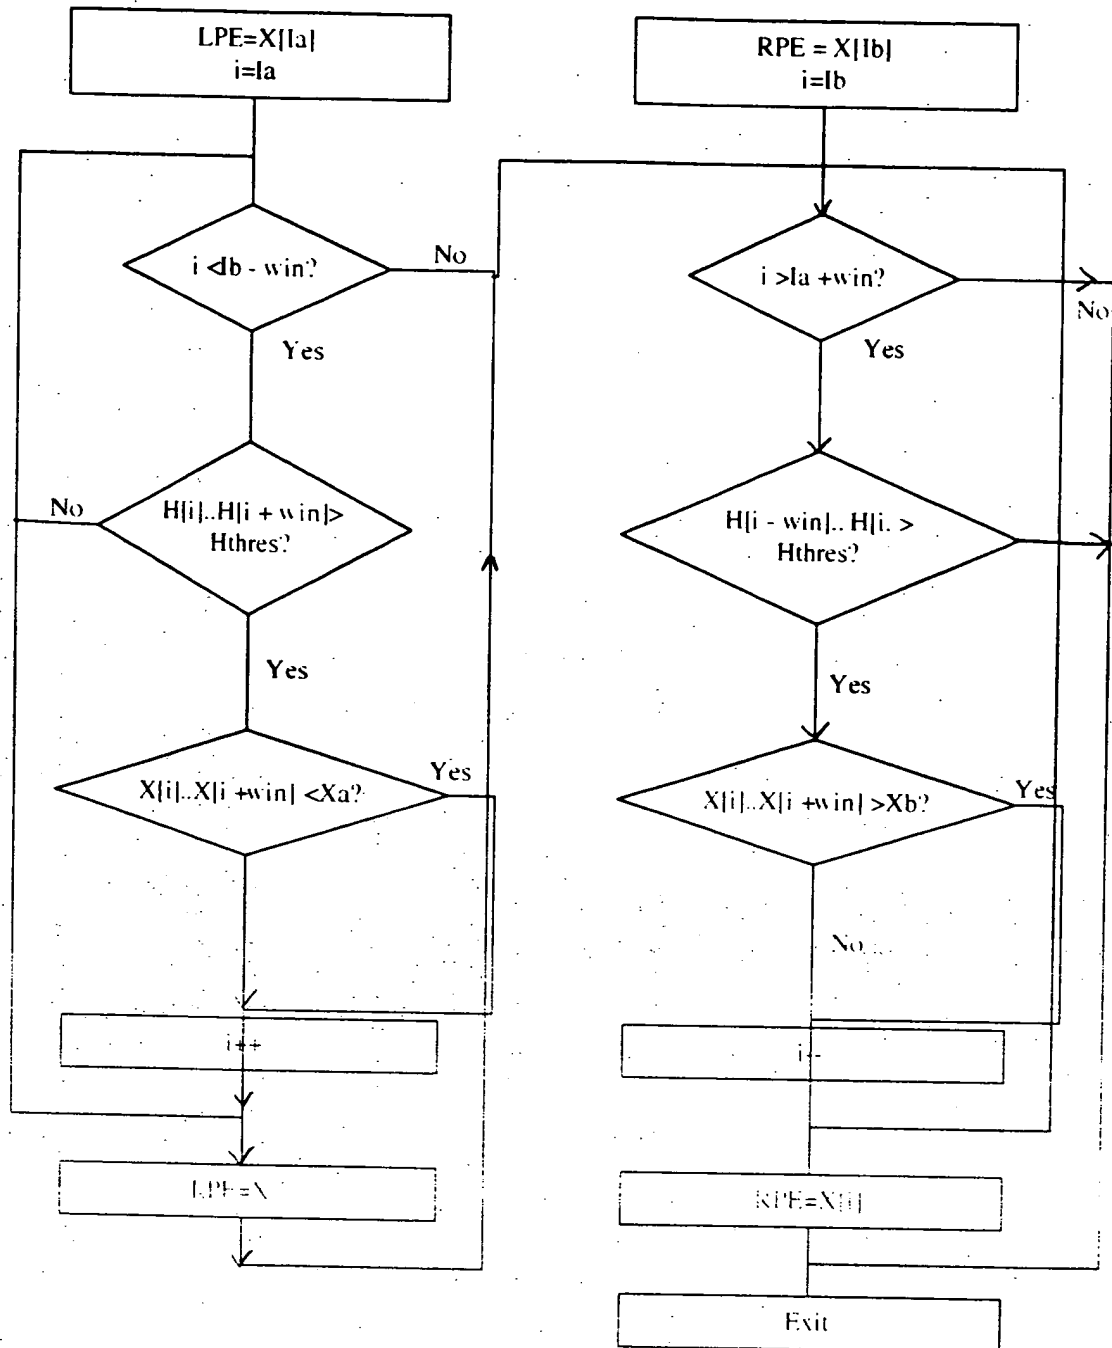 LPE=X[Ia]
i=Ia
i <Ib - win?
No
Yes
H[i]..H[i + win]>
Hthres?
No
Yes
X[i]..X[i +win] <Xa?
Yes
i++
LPE=X
RPE = X[Ib]
i=Ib
i >Ia +win?
No
Yes
H[i - win].. H[i. >
Hthres?
Yes
X[i]..X[i +win] >Xb?
Yes
No
i--
RPE=X[i]
Exit